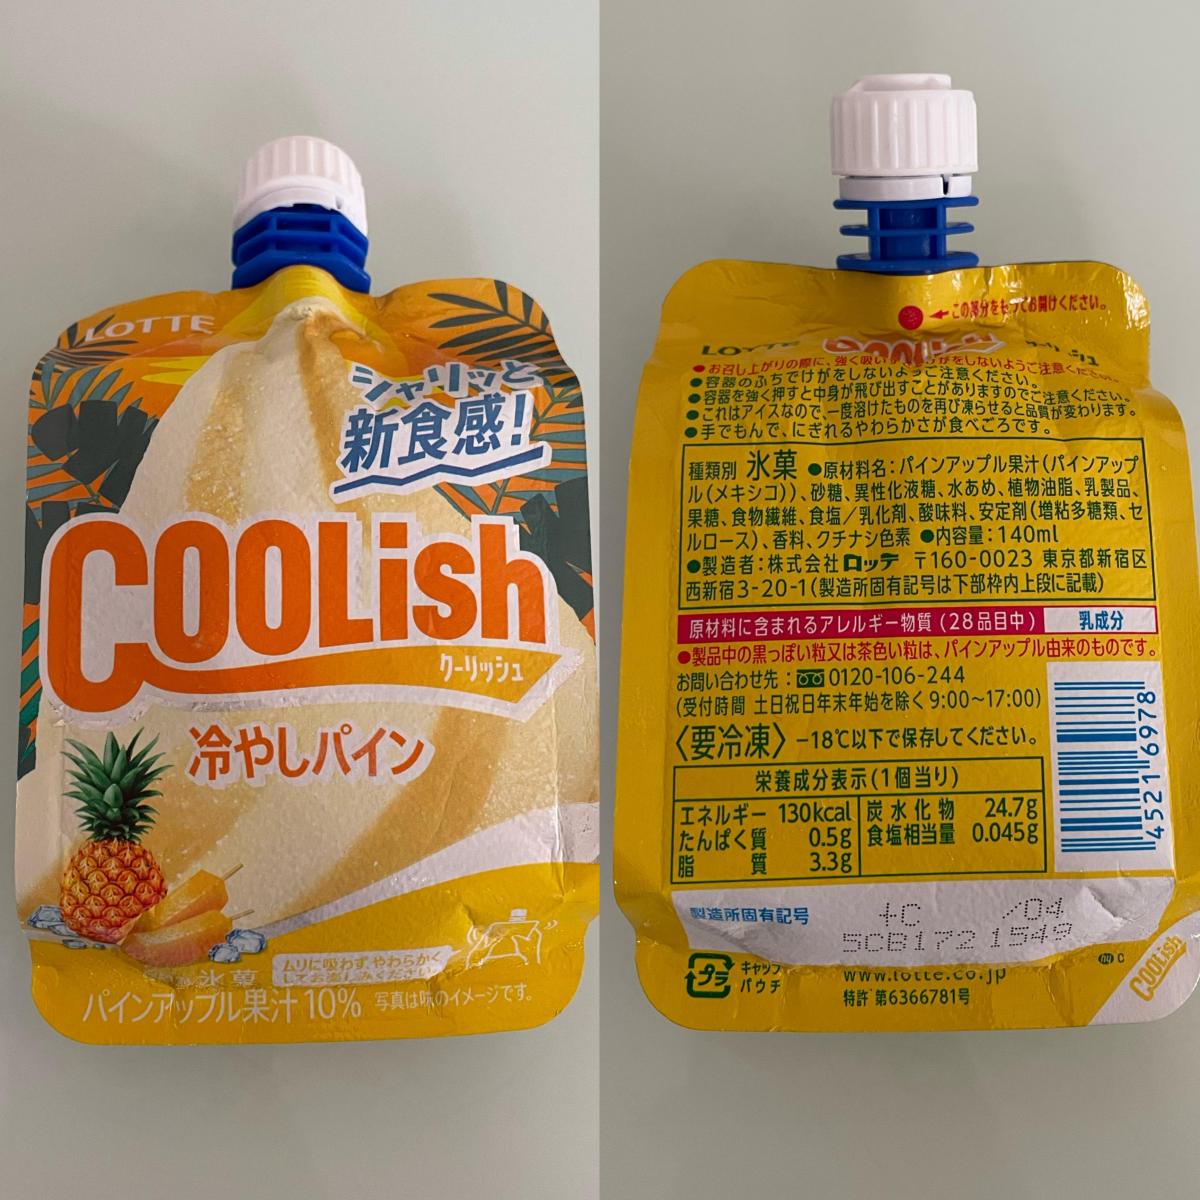 LOTTE
シャリッと
新食感!
COOLish
クーリッシュ
冷やしパイン
氷菓
ムリに吸わず、やわらかく
パインアップル果汁10% 写真は味のイメージです。
←この部分をもってお開けください。
LOTTE COOLish クーリッシュ
●容器のふちでけがをしないようご注意ください。
●容器を強く押すと中身が飛び出すことがありますのでご注意ください。
●これはアイスなので、一度溶けたものを再び凍らせると品質が変わります。
●手でもんで、にぎれるやわらかさが食べごろです。
種類別 氷菓 ●原材料名:パインアップル果汁(パインアップ
ル(メキシコ))、砂糖、異性化液糖、水あめ、植物油脂、乳製品、
果糖、食物繊維、食塩/乳化剤、酸味料、安定剤(増粘多糖類、セ
ルロース)、香料、クチナシ色素 ●内容量:140ml
●製造者:株式会社ロッテ 〒160-0023 東京都新宿区
西新宿3-20-1(製造所固有記号は下部枠内上段に記載)
原材料に含まれるアレルギー物質(28品目中) 乳成分
●製品中の黒っぽい粒又は茶色い粒は、パインアップル由来のものです。
お問い合わせ先:0120-106-244
(受付時間 土日祝日年末年始を除く9:00~17:00)
〈要冷凍〉-18℃以下で保存してください。
栄養成分表示(1個当り)
エネルギー 130kcal 炭水化物 24.7g
たんぱく質 0.5g 食塩相当量 0.045g
脂質 3.3g
4521 6978
製造所固有記号 +C /04
5CB172 1549
プラ キャップ
パウチ
www.lotte.co.jp
特許 第6366781号
COOLish